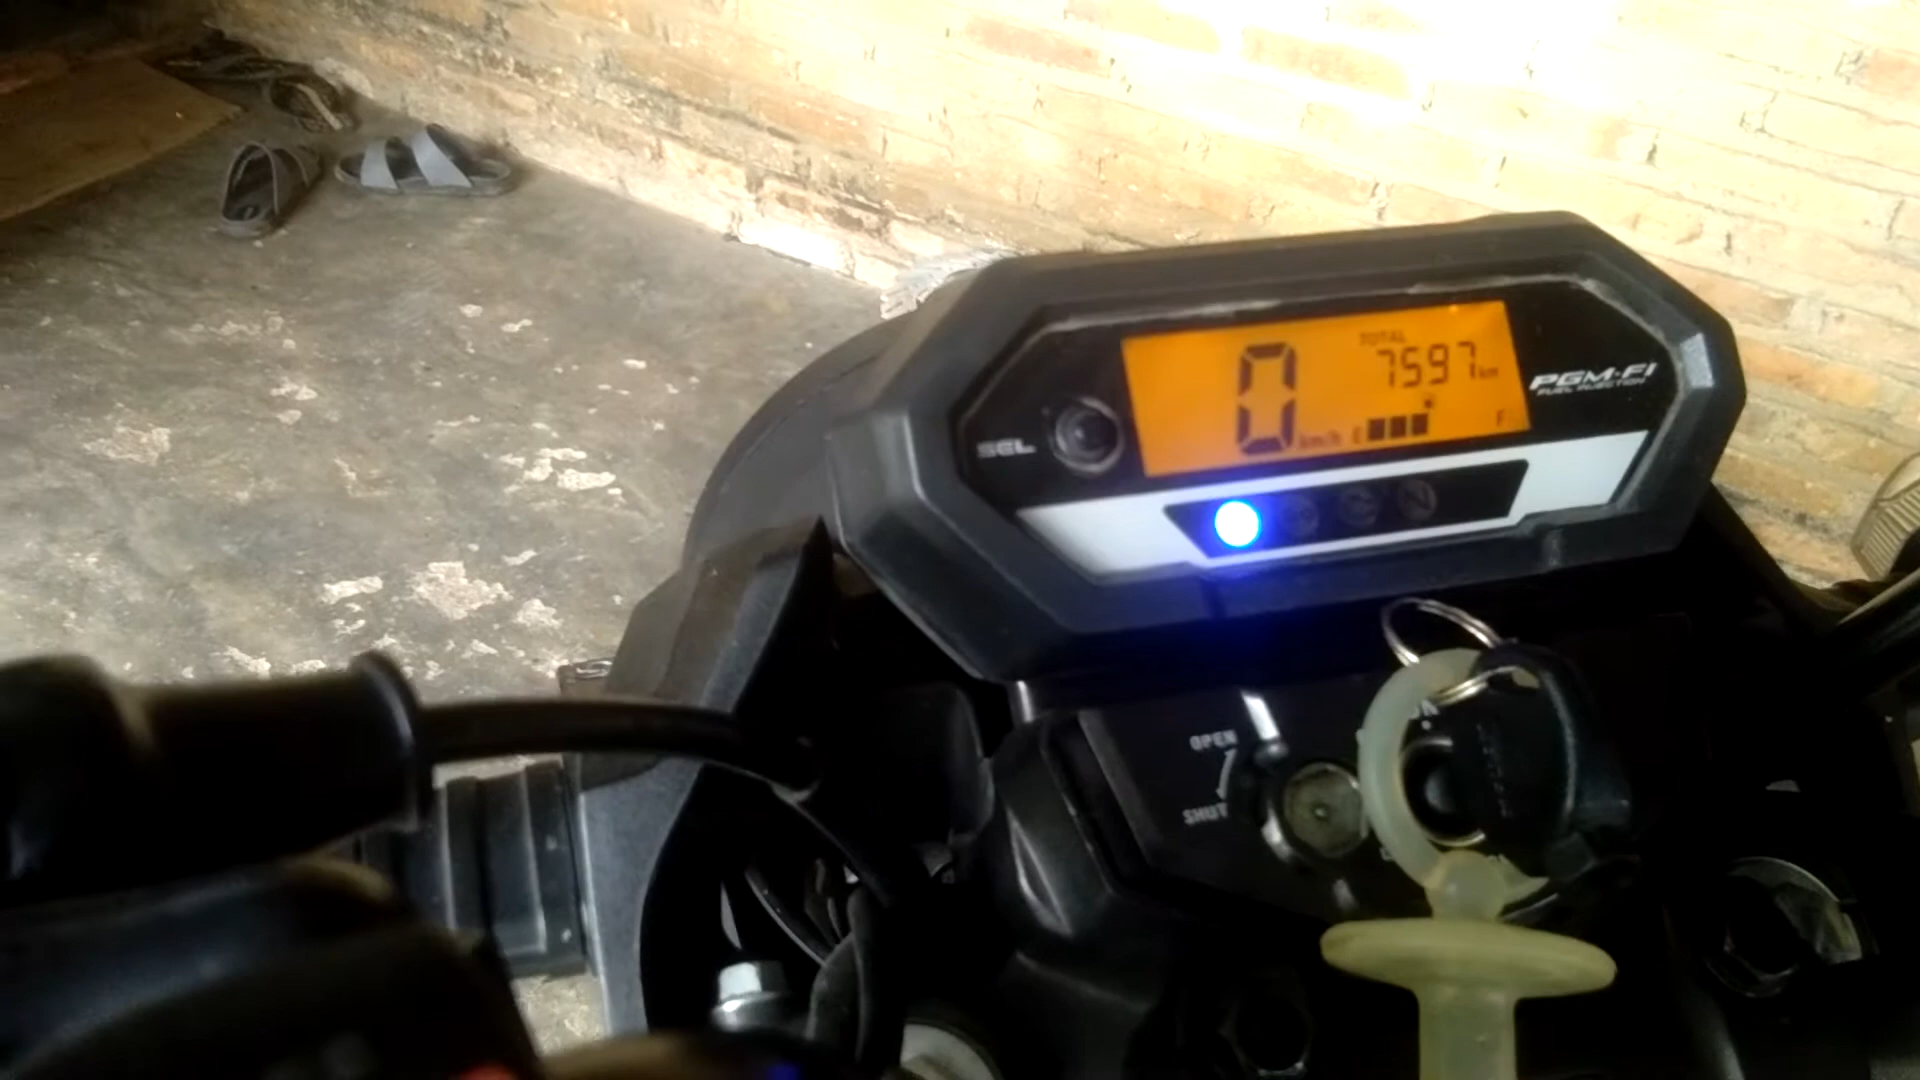 TOTAL
0 7597 km
km/h E F
PGM-FI
FUEL INJECTION
SEL
OPEN
SHUT